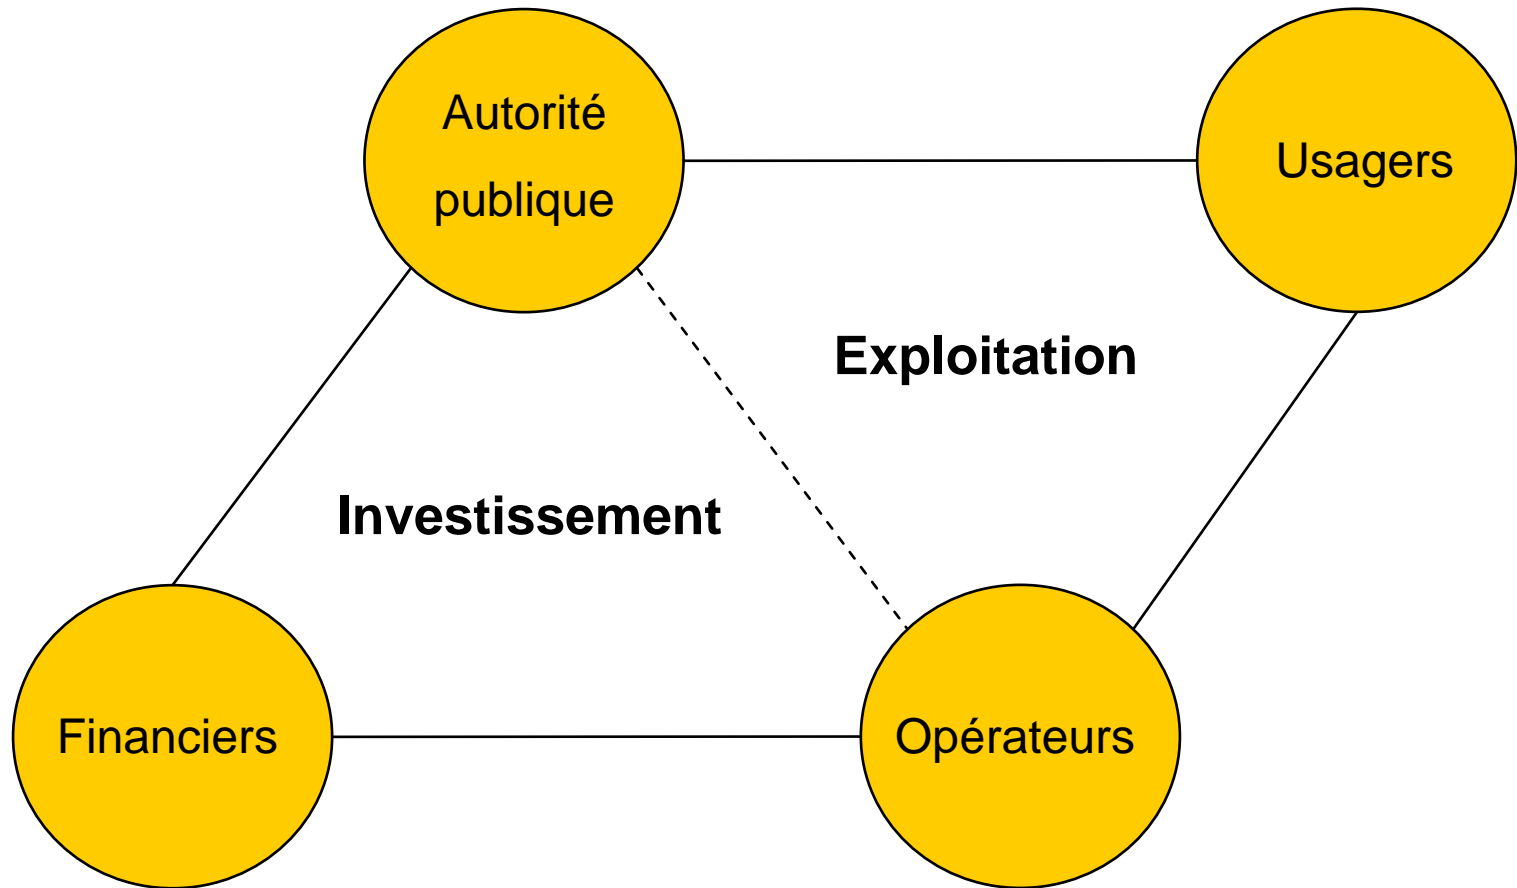 Autorité
publique
Usagers
Exploitation
Investissement
Financiers
Opérateurs